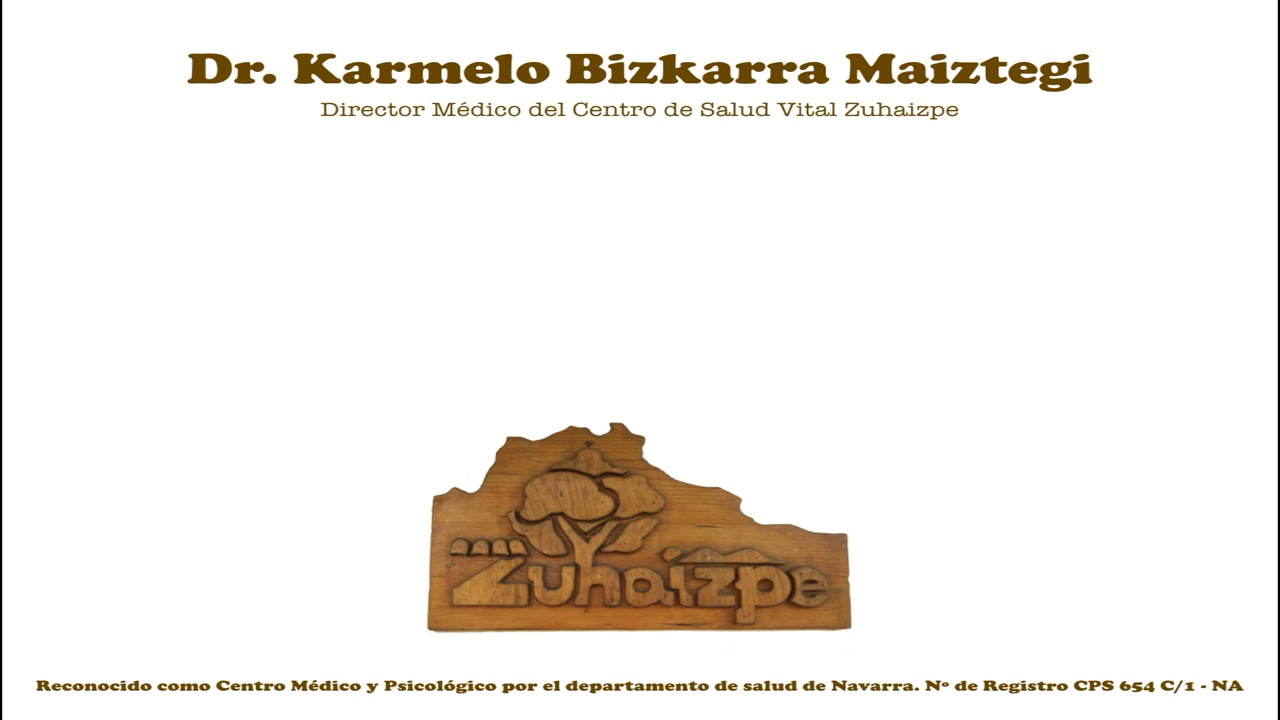 Dr. Karmelo Bizkarra Maiztegi
Director Médico del Centro de Salud Vital Zuhaizpe
Zuhaizpe
Reconocido como Centro Médico y Psicológico por el departamento de salud de Navarra. Nº de Registro CPS 654 C/1 - NA